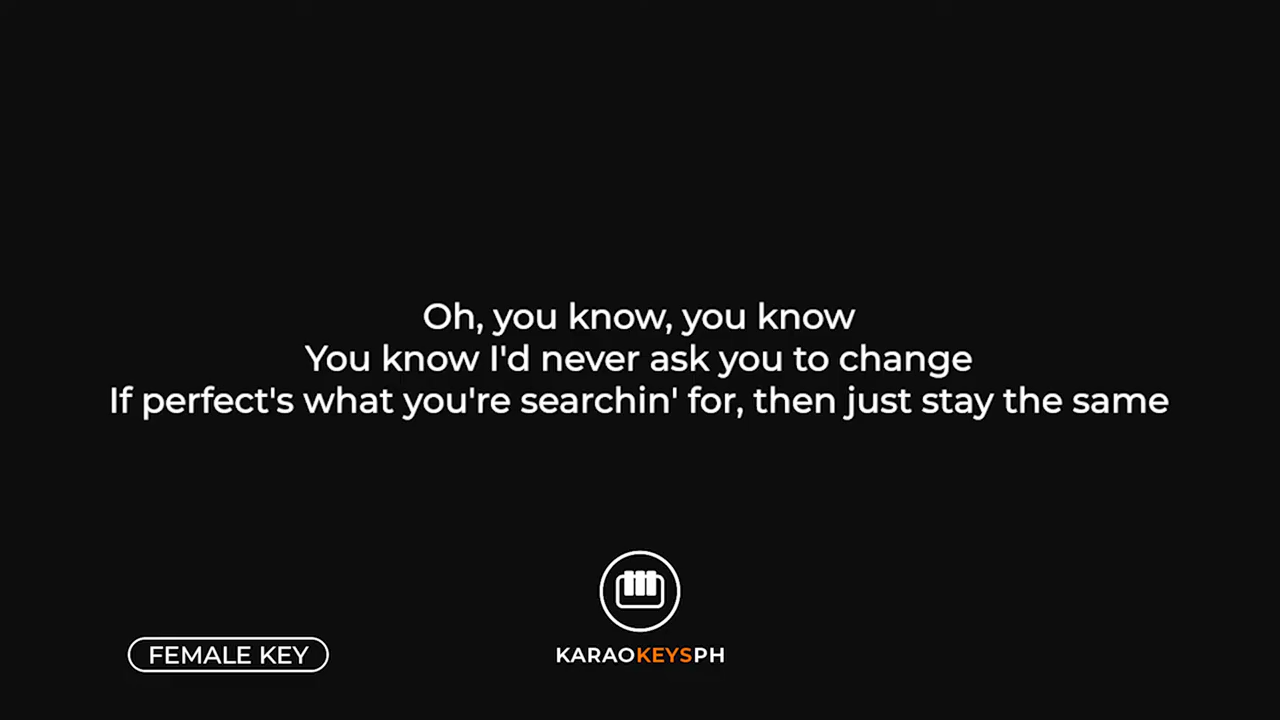 Oh, you know, you know
You know I'd never ask you to change
If perfect's what you're searchin' for, then just stay the same
FEMALE KEY
KARAOKEYSPH